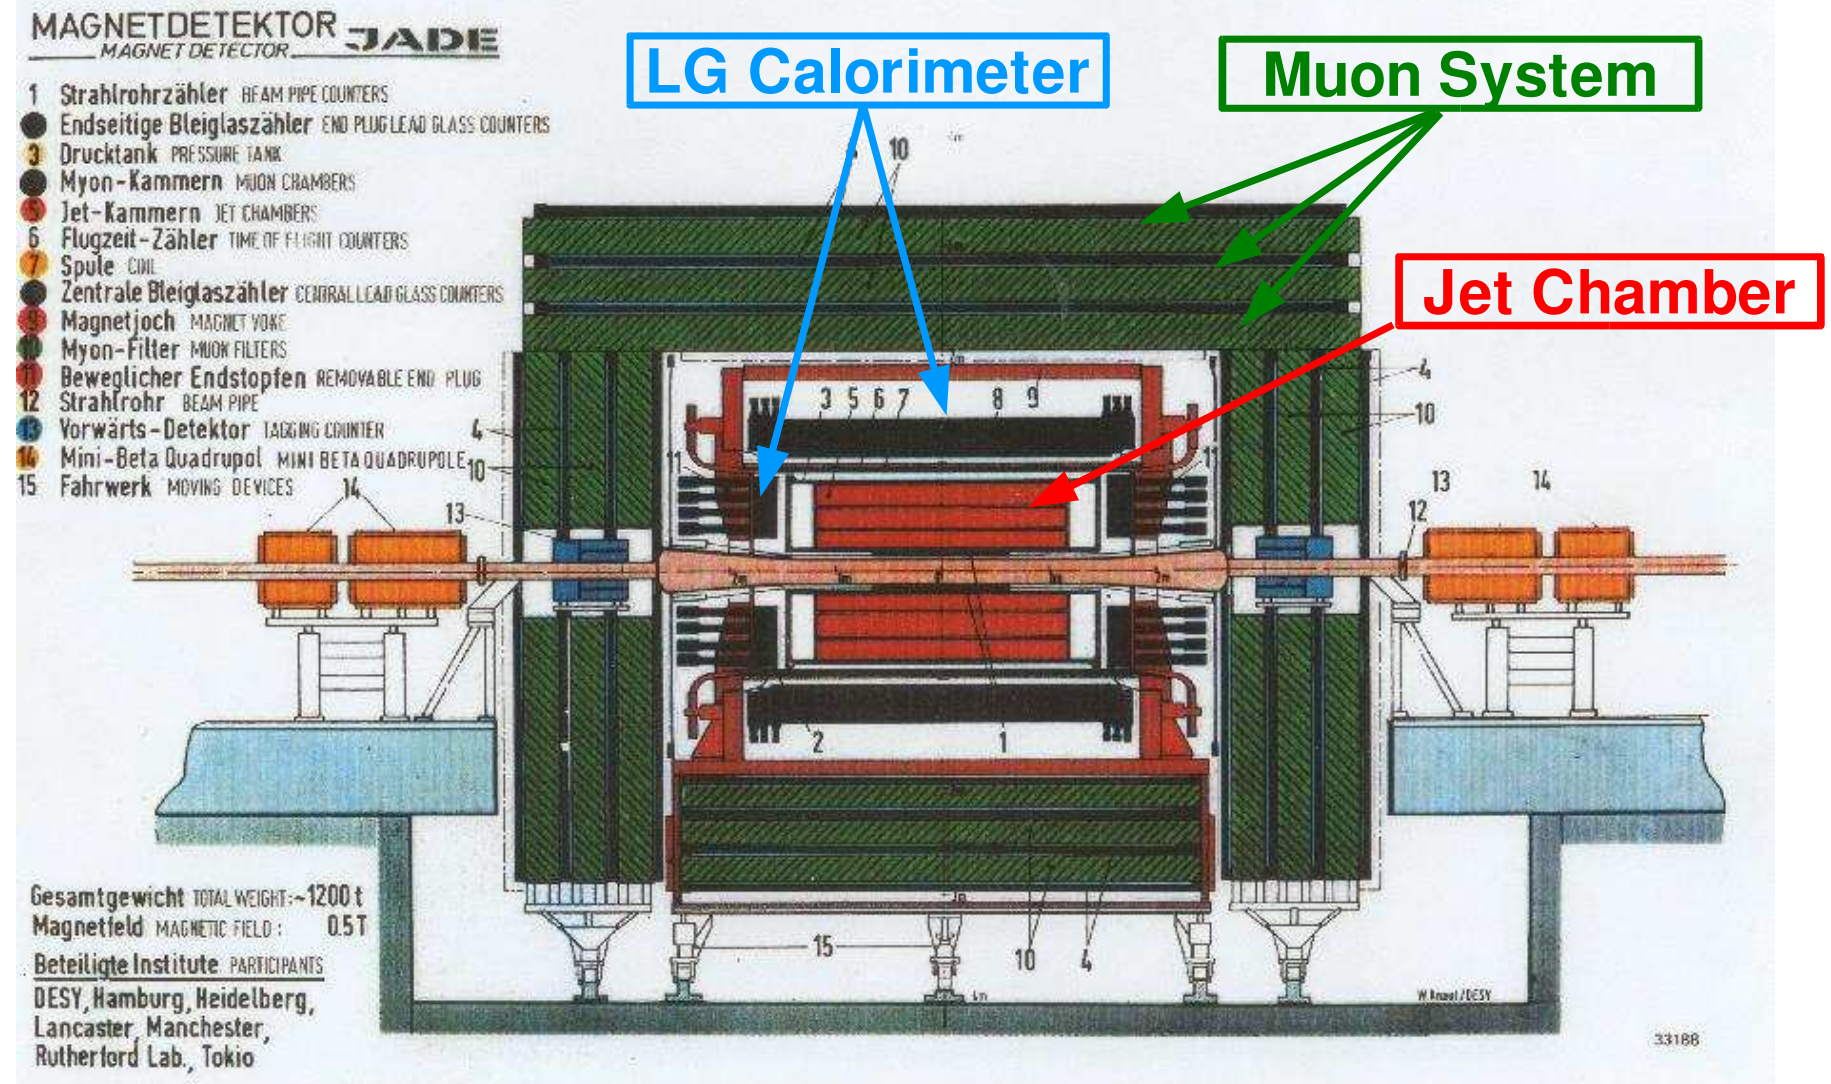 MAGNETDETEKTOR JADE
MAGNET DETECTOR
LG Calorimeter
Muon System
Jet Chamber
1 Strahlrohrzähler BEAM PIPE COUNTERS
Endseitige Bleiglaszähler END PLUG LEAD GLASS COUNTERS
3 Drucktank PRESSURE TANK
Myon-Kammern MUON CHAMBERS
5 Jet-Kammern JET CHAMBERS
6 Flugzeit-Zähler TIME OF FLIGHT COUNTERS
7 Spule COIL
Zentrale Bleiglaszähler CENTRAL LEAD GLASS COUNTERS
9 Magnetjoch MAGNET YOKE
10 Myon-Filter MUON FILTERS
11 Beweglicher Endstopfen REMOVABLE END PLUG
12 Strahlrohr BEAM PIPE
13 Vorwärts-Detektor TAGGING COUNTER
14 Mini-Beta Quadrupol MINI BETA QUADRUPOLE
15 Fahrwerk MOVING DEVICES
10
3 5 6 7 8 9
4
10
11
11
4
10
14
13
12
13
14
2m 1m 1m 2m
2
1
15
10
4
4m
Gesamtgewicht TOTAL WEIGHT: ~1200 t
Magnetfeld MAGNETIC FIELD : 0.5T
Beteiligte Institute PARTICIPANTS
DESY, Hamburg, Heidelberg,
Lancaster, Manchester,
Rutherford Lab., Tokio
33188